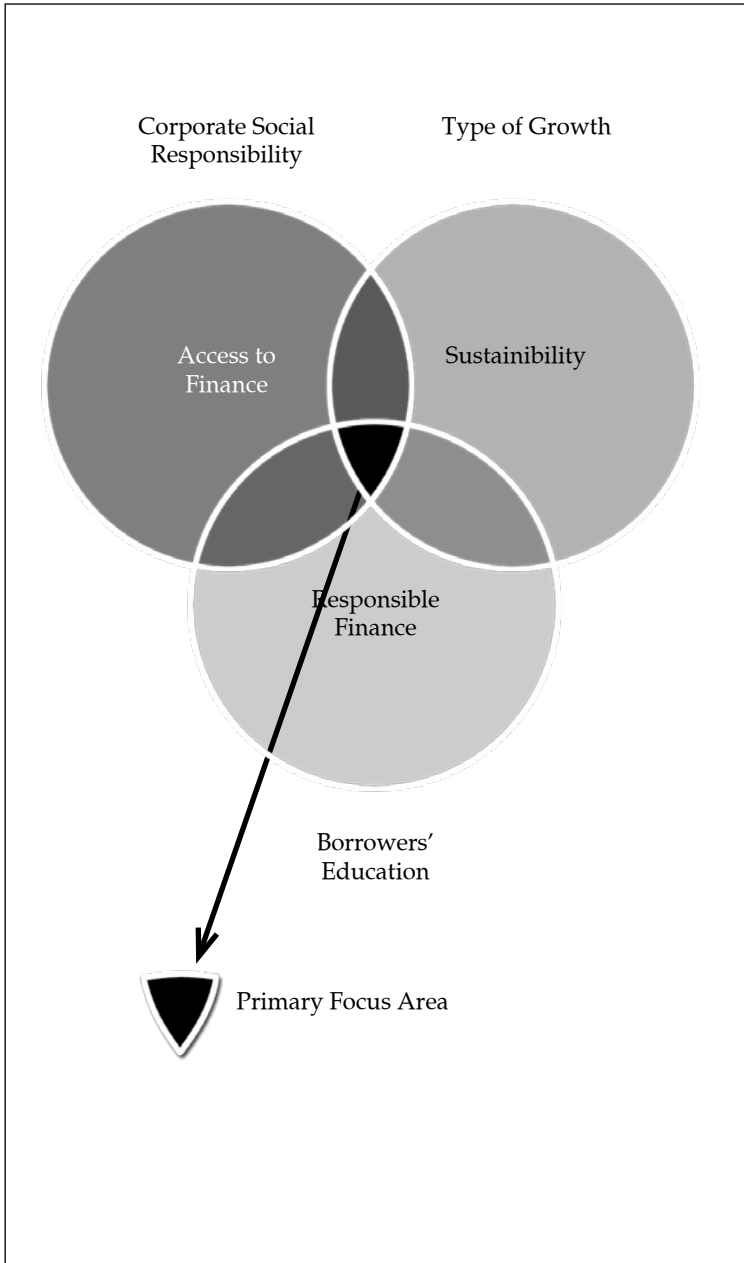 Corporate Social
Responsibility
Type of Growth
Access to
Finance
Sustainibility
Responsible
Finance
Borrowers’
Education
Primary Focus Area